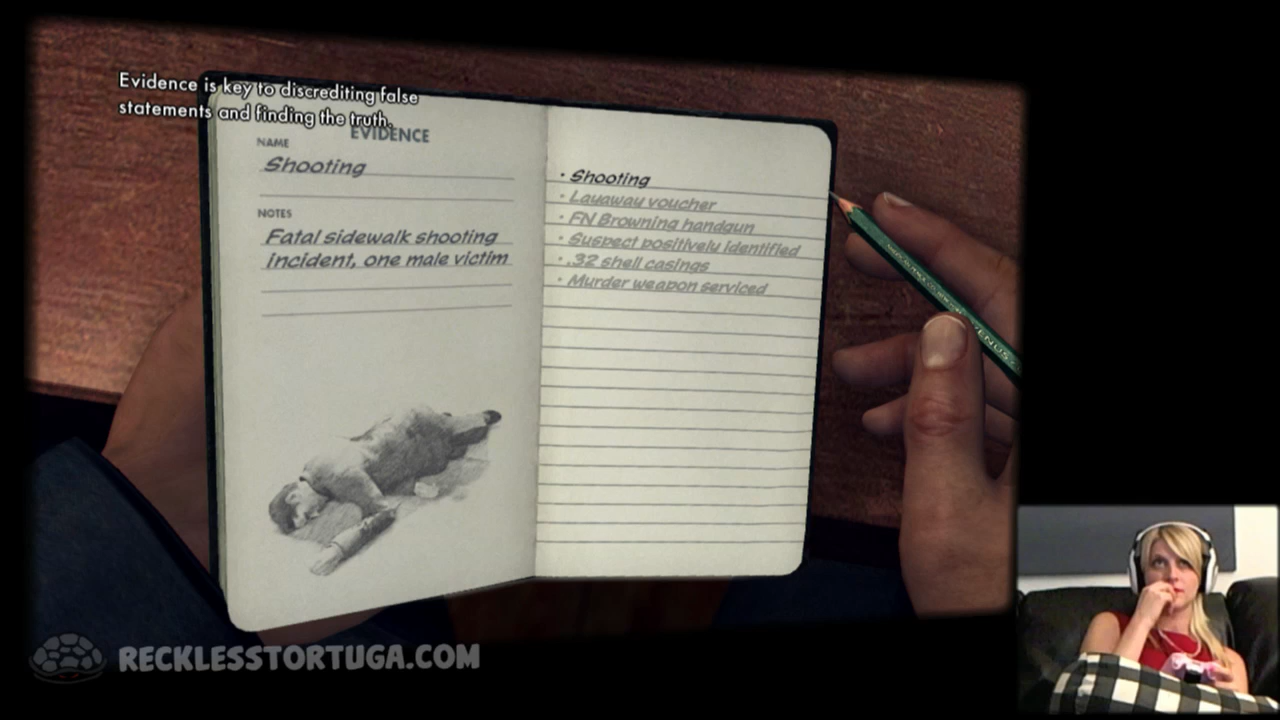 Evidence is key to discrediting false
statements and finding the truth.
EVIDENCE
NAME
Shooting
NOTES
Fatal sidewalk shooting
incident, one male victim
• Shooting
• Layaway voucher
• FN Browning handgun
• Suspect positively identified
• .32 shell casings
• Murder weapon serviced
VENUS
RECKLESSTORTUGA.COM